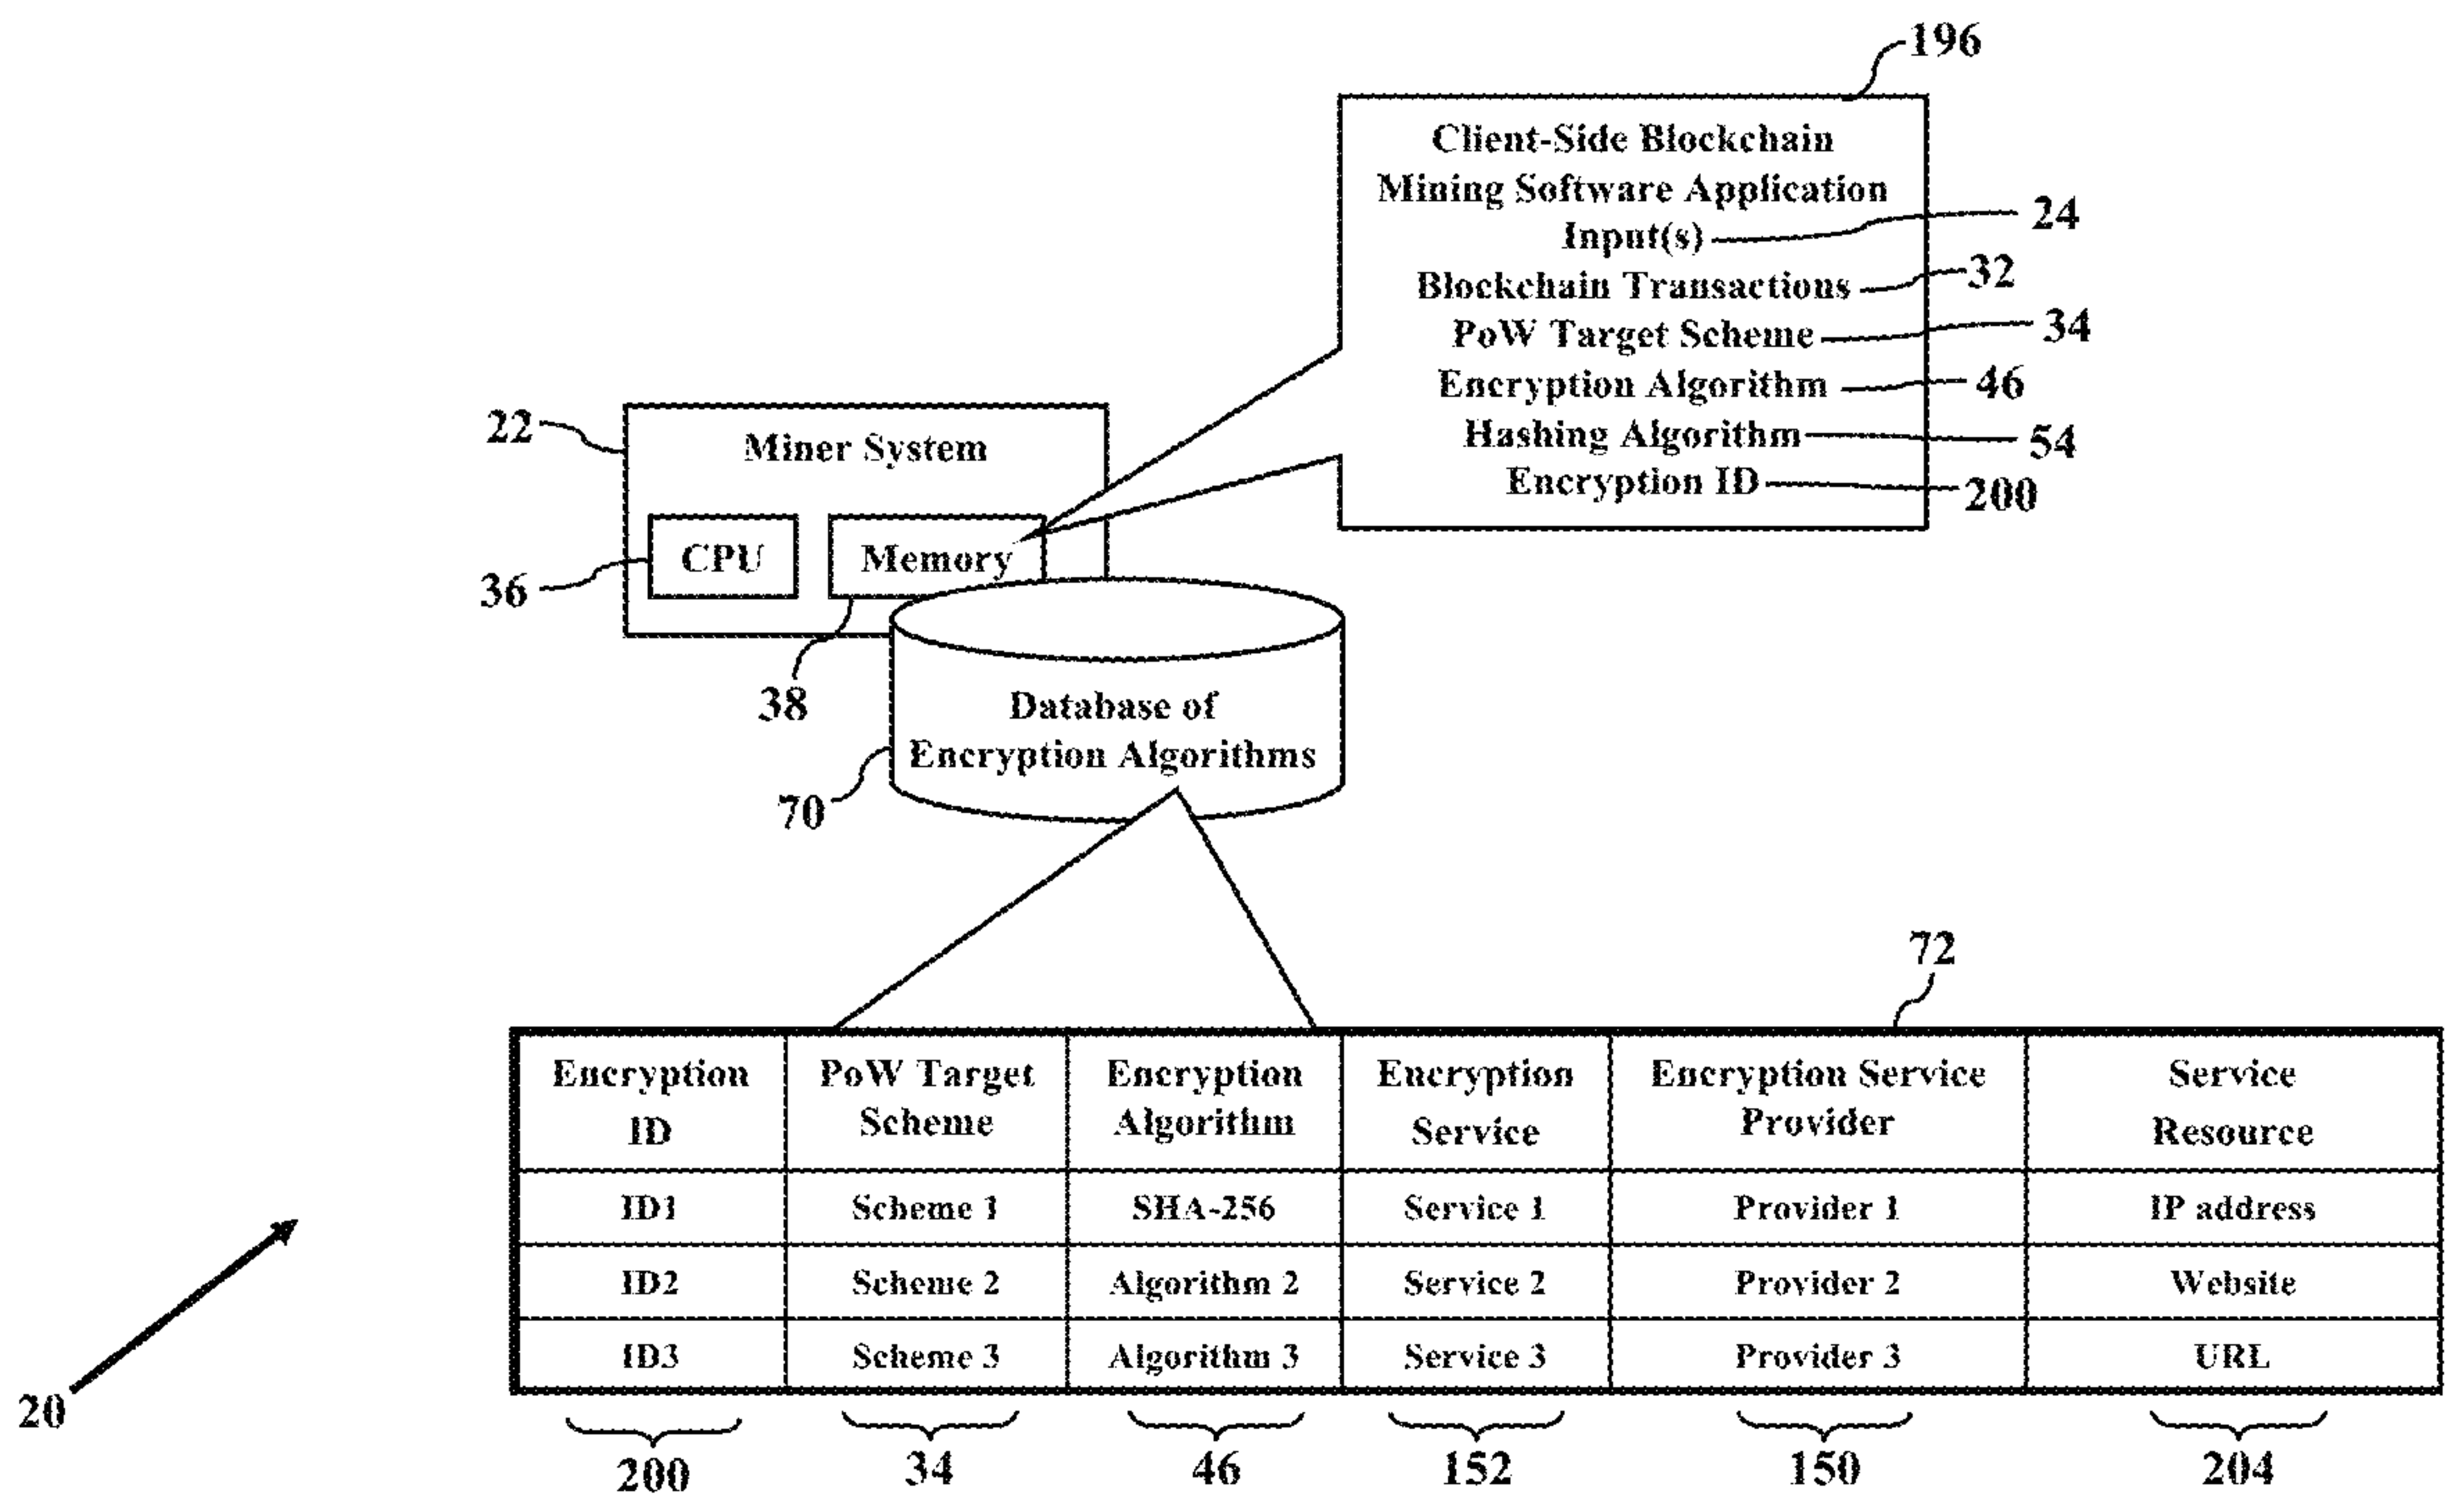 196
Client-Side Blockchain
Mining Software Application
Input(s) 24
Blockchain Transactions 32
PoW Target Scheme 34
Encryption Algorithm 46
Hashing Algorithm 54
Encryption ID 200
22
Miner System
36
CPU
Memory
38
Database of
Encryption Algorithms
70
72
Encryption ID PoW Target Scheme Encryption Algorithm Encryption Service Encryption Service Provider Service Resource
ID1 Scheme 1 SHA-256 Service 1 Provider 1 IP address
ID2 Scheme 2 Algorithm 2 Service 2 Provider 2 Website
ID3 Scheme 3 Algorithm 3 Service 3 Provider 3 URL
20
200 34 46 152 150 204